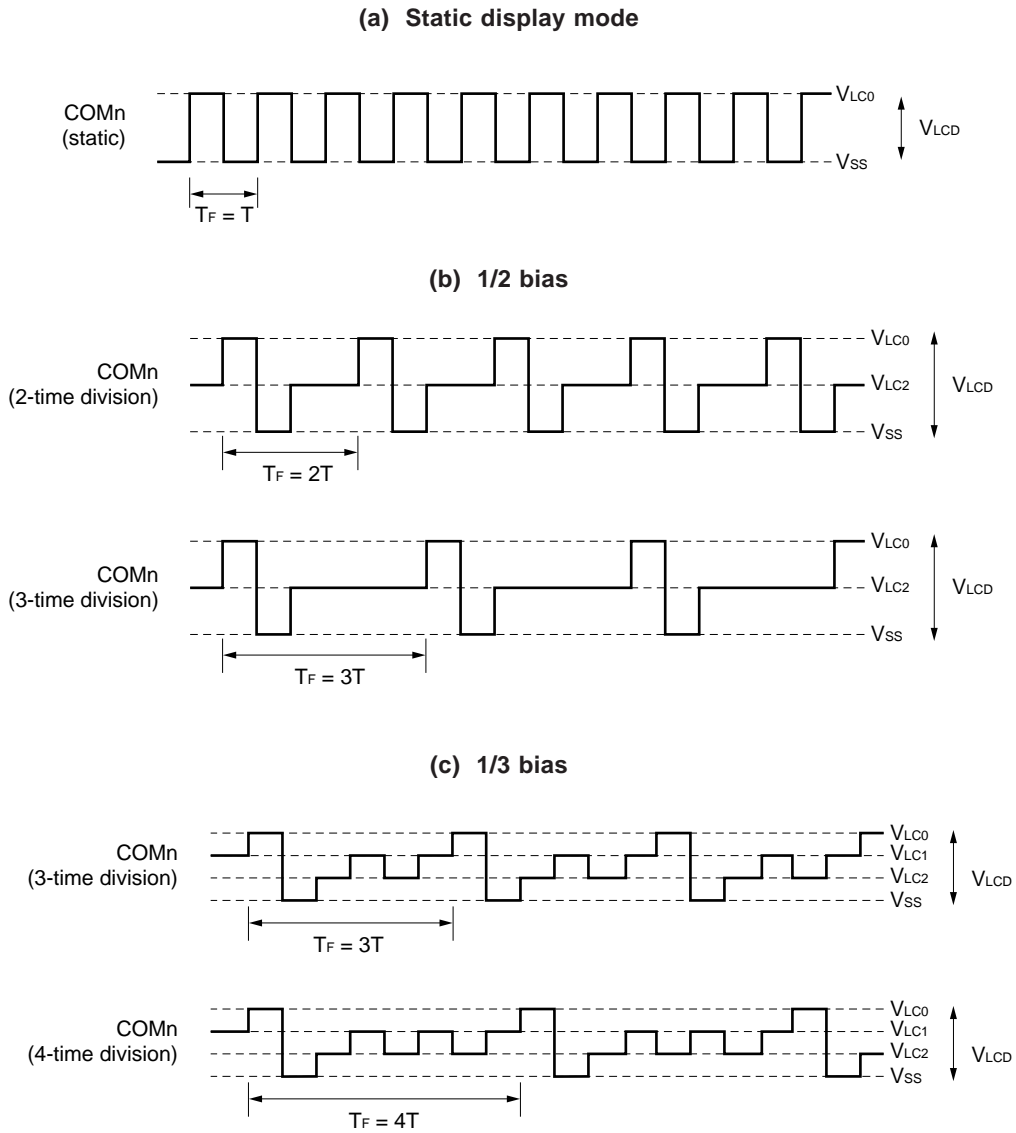 (a) Static display mode
COMn
(static)
VLC0
VLCD
VSS
TF = T
(b) 1/2 bias
COMn
(2-time division)
VLC0
VLC2
VLCD
VSS
TF = 2T
COMn
(3-time division)
VLC0
VLC2
VLCD
VSS
TF = 3T
(c) 1/3 bias
COMn
(3-time division)
VLC0
VLC1
VLC2
VLCD
VSS
TF = 3T
COMn
(4-time division)
VLC0
VLC1
VLC2
VLCD
VSS
TF = 4T